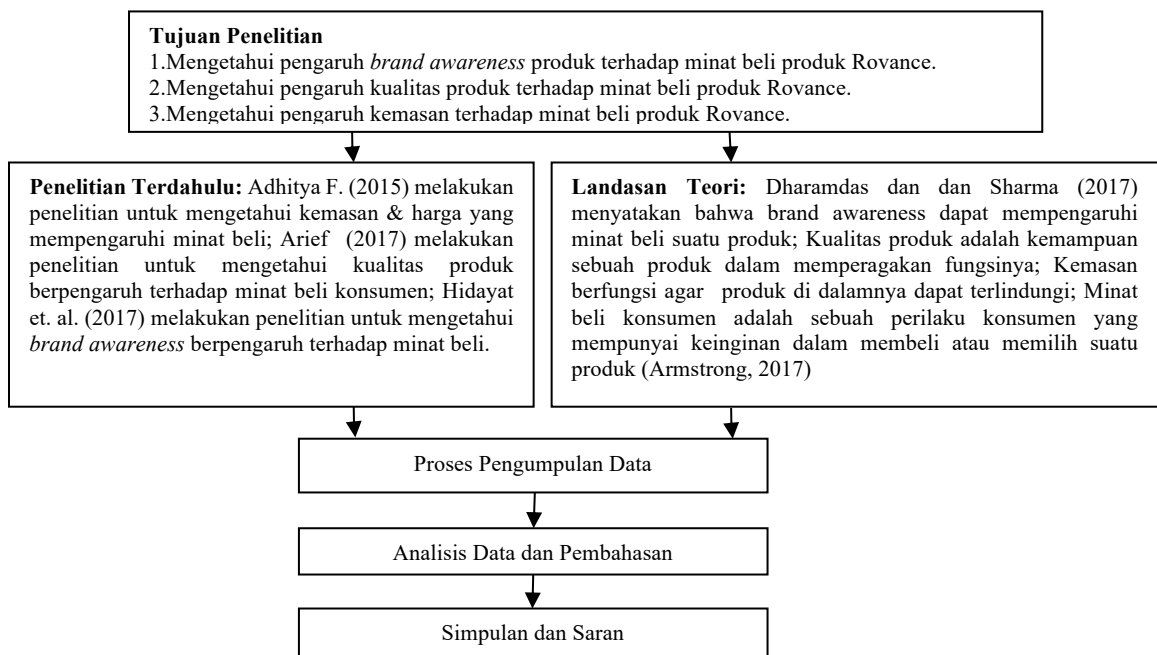 Tujuan Penelitian
1.Mengetahui pengaruh brand awareness produk terhadap minat beli produk Rovance.
2.Mengetahui pengaruh kualitas produk terhadap minat beli produk Rovance.
3.Mengetahui pengaruh kemasan terhadap minat beli produk Rovance.
Penelitian Terdahulu: Adhitya F. (2015) melakukan
penelitian untuk mengetahui kemasan & harga yang
mempengaruhi minat beli; Arief (2017) melakukan
penelitian untuk mengetahui kualitas produk
berpengaruh terhadap minat beli konsumen; Hidayat
et. al. (2017) melakukan penelitian untuk mengetahui
brand awareness berpengaruh terhadap minat beli.
Landasan Teori: Dharamdas dan dan Sharma (2017)
menyatakan bahwa brand awareness dapat mempengaruhi
minat beli suatu produk; Kualitas produk adalah kemampuan
sebuah produk dalam memperagakan fungsinya; Kemasan
berfungsi agar produk di dalamnya dapat terlindungi; Minat
beli konsumen adalah sebuah perilaku konsumen yang
mempunyai keinginan dalam membeli atau memilih suatu
produk (Armstrong, 2017)
Proses Pengumpulan Data
Analisis Data dan Pembahasan
Simpulan dan Saran